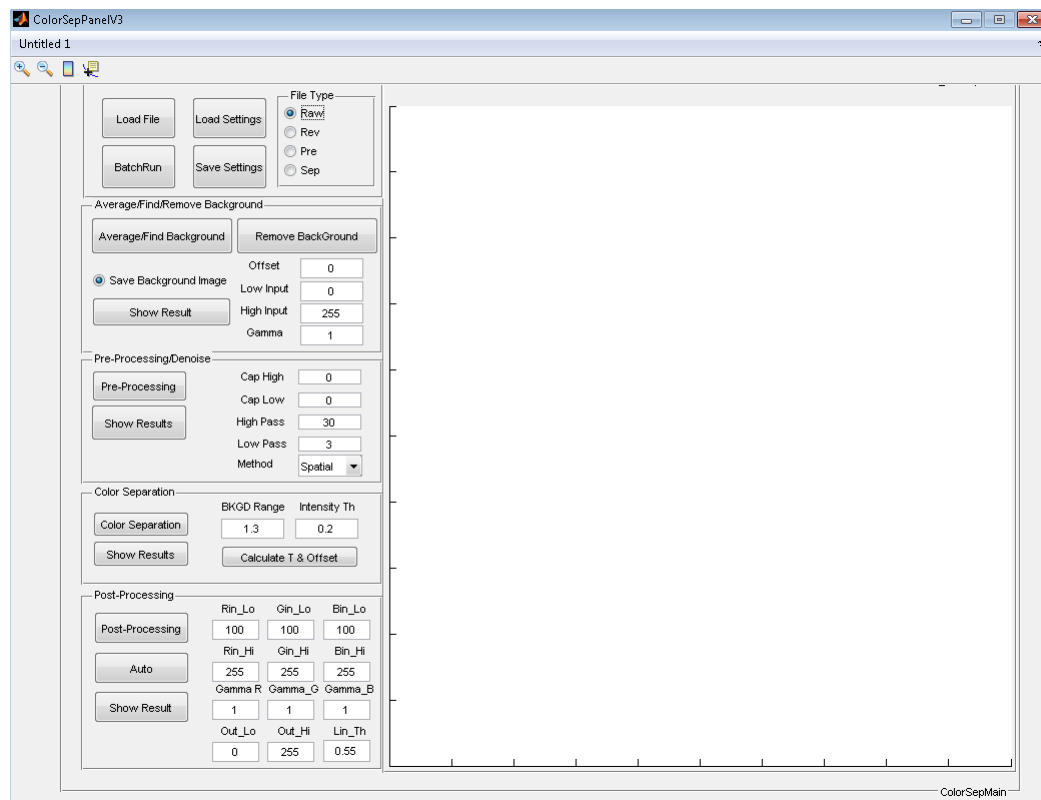 ColorSepPanelV3
Untitled 1
File Type
Load File
Load Settings
Raw
Rev
Pre
BatchRun
Save Settings
Sep
Average/Find/Remove Background
Average/Find Background
Remove BackGround
Offset
0
Save Background Image
Low Input
0
Show Result
High Input
255
Gamma
1
Pre-Processing/Denoise
Pre-Processing
Cap High
0
Cap Low
0
Show Results
High Pass
30
Low Pass
3
Method
Spatial
Color Separation
BKGD Range
Intensity Th
Color Separation
1.3
0.2
Show Results
Calculate T & Offset
Post-Processing
Rin_Lo
Gin_Lo
Bin_Lo
Post-Processing
100
100
100
Rin_Hi
Gin_Hi
Bin_Hi
Auto
255
255
255
Gamma R
Gamma_G
Gamma_B
Show Result
1
1
1
Out_Lo
Out_Hi
Lin_Th
0
255
0.55
ColorSepMain